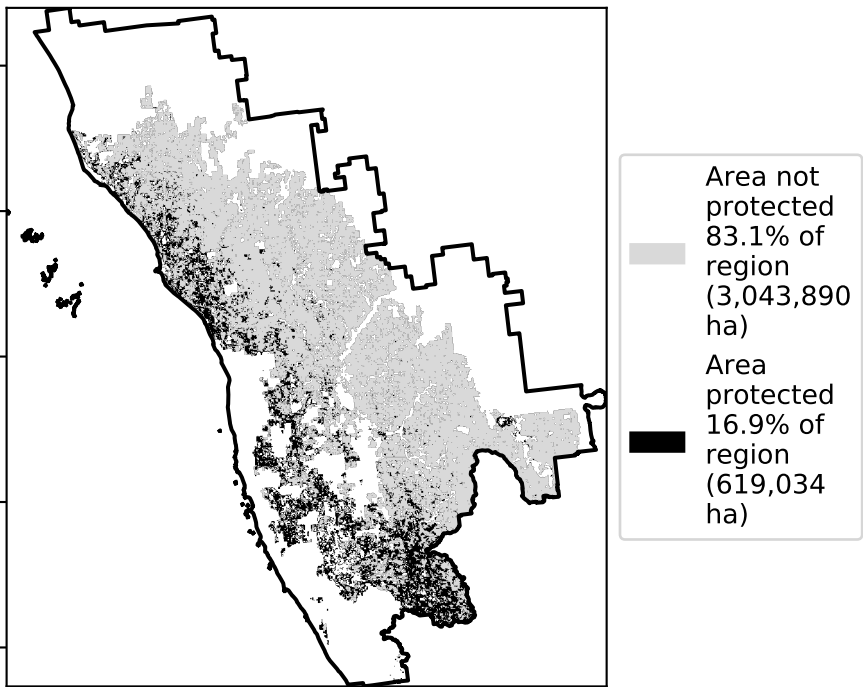 Area not
protected
83.1% of
region
(3,043,890
ha)
Area
protected
16.9% of
region
(619,034
ha)